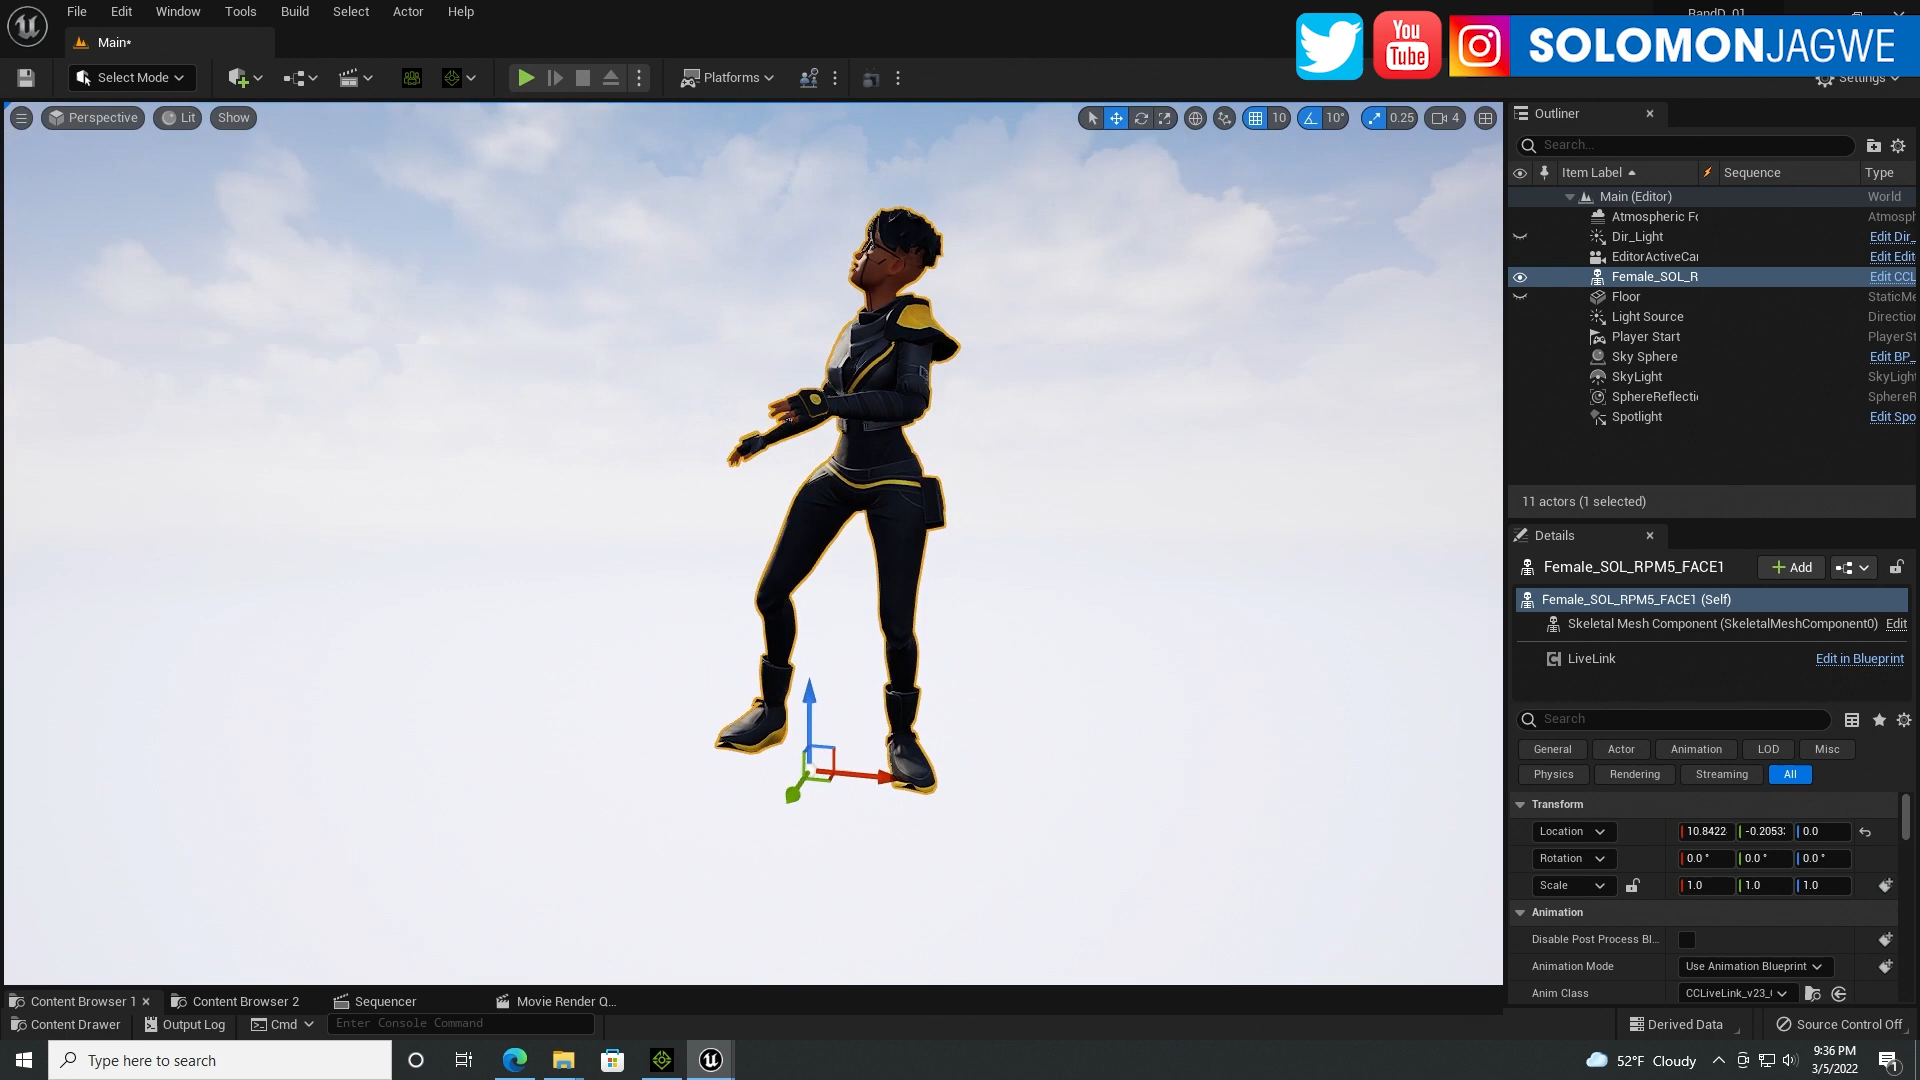 File Edit Window Tools Build Select Actor Help
RandD_01
Main*
Select Mode
Platforms
Settings
You
Tube
SOLOMONJAGWE
Perspective Lit Show
10 10° 0.25 4
Outliner
Search...
Item Label Sequence Type
Main (Editor) World
Atmospheric Fo Atmosph
Dir_Light Edit Dir_
EditorActiveCar Edit Edit
Female_SOL_R Edit CCL
Floor StaticMe
Light Source Direction
Player Start PlayerSt
Sky Sphere Edit BP_
SkyLight SkyLight
SphereReflecti SphereR
Spotlight Edit Spo
11 actors (1 selected)
Details
Female_SOL_RPM5_FACE1 Add
Female_SOL_RPM5_FACE1 (Self)
Skeletal Mesh Component (SkeletalMeshComponent0) Edit
LiveLink Edit in Blueprint
Search
General Actor Animation LOD Misc
Physics Rendering Streaming All
Transform
Location 10.8422 -0.2053 0.0
Rotation 0.0 ° 0.0 ° 0.0 °
Scale 1.0 1.0 1.0
Animation
Disable Post Process Bl...
Animation Mode Use Animation Blueprint
Anim Class CCLiveLink_v23_
Content Browser 1 Content Browser 2 Sequencer Movie Render Q...
Content Drawer Output Log Cmd Enter Console Command
Derived Data Source Control Off
Type here to search
52°F Cloudy
9:36 PM
3/5/2022
1